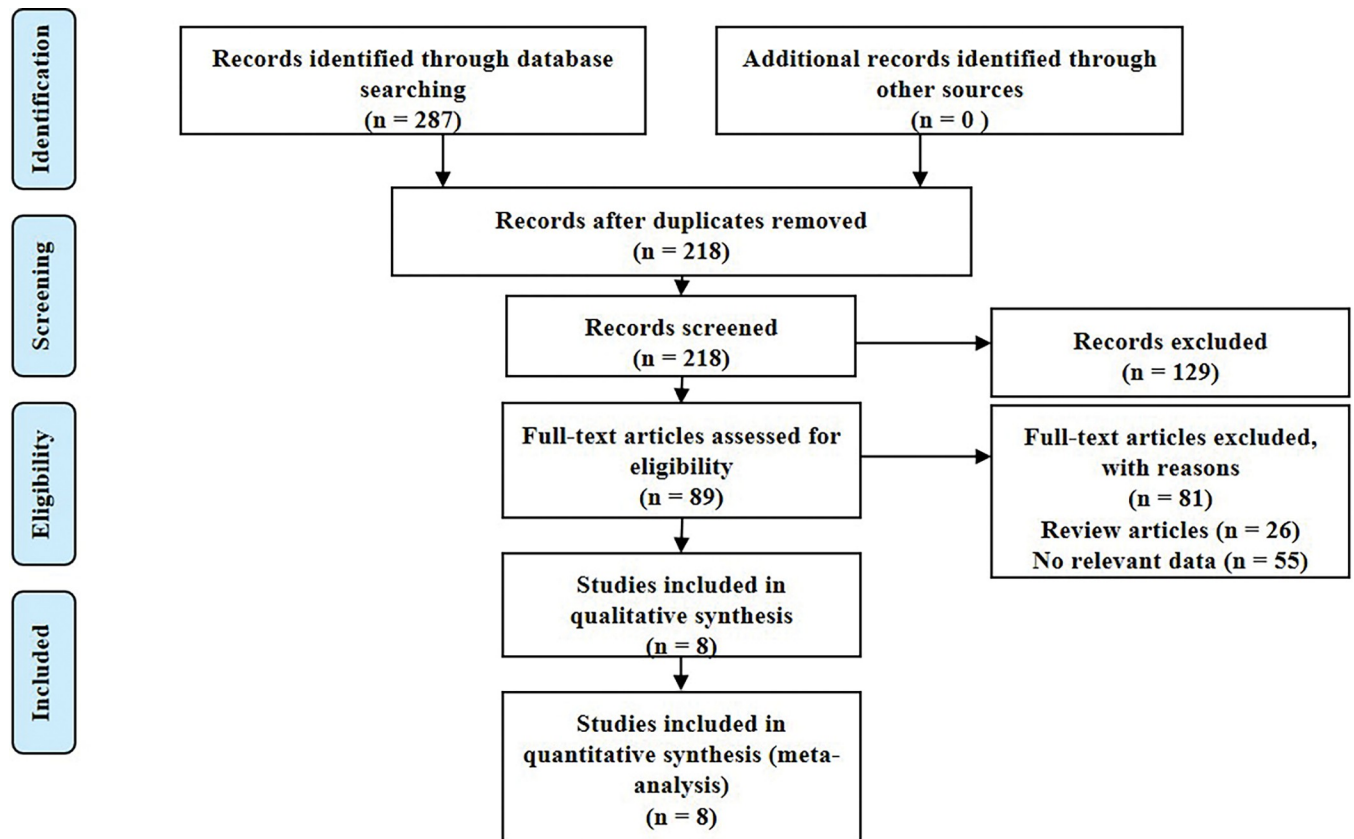 Identification
Records identified through database
searching
(n = 287)
Additional records identified through
other sources
(n = 0 )
Records after duplicates removed
(n = 218)
Screening
Records screened
(n = 218)
Records excluded
(n = 129)
Eligibility
Full-text articles assessed for
eligibility
(n = 89)
Full-text articles excluded,
with reasons
(n = 81)
Review articles (n = 26)
No relevant data (n = 55)
Studies included in
qualitative synthesis
(n = 8)
Included
Studies included in
quantitative synthesis (meta-
analysis)
(n = 8)